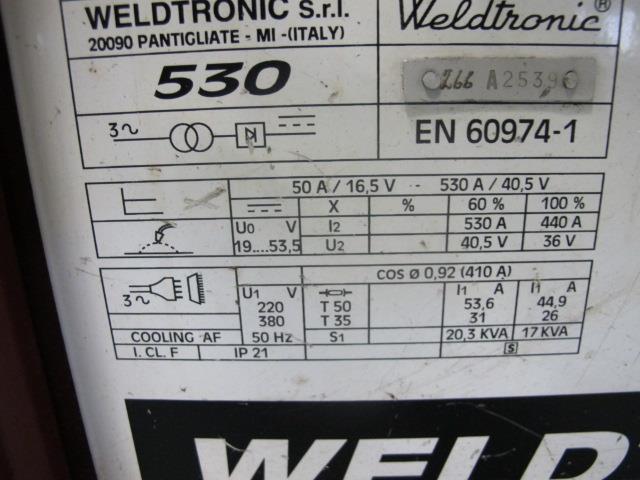 WELDTRONIC S.r.l.
20090 PANTIGLIATE - MI -(ITALY)
Weldtronic®
530
266 A25396
3~
EN 60974-1
50 A / 16,5 V -- 530 A / 40,5 V
X % 60 % 100 %
U0 V I2 530 A 440 A
19....53,5 U2 40,5 V 36 V
COS Ø 0,92 (410 A)
3~ U1 V I1 A I1 A
220 T 50 53,6 44,9
380 T 35 31 26
COOLING AF 50 Hz S1 20,3 KVA 17 KVA
I. CL. F IP 21 S